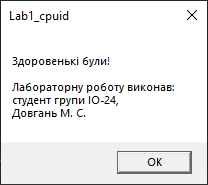 Lab1_cpuid
Здоровенькі були!
Лабораторну роботу виконав:
студент групи ІО-24,
Довгань М. С.
OK